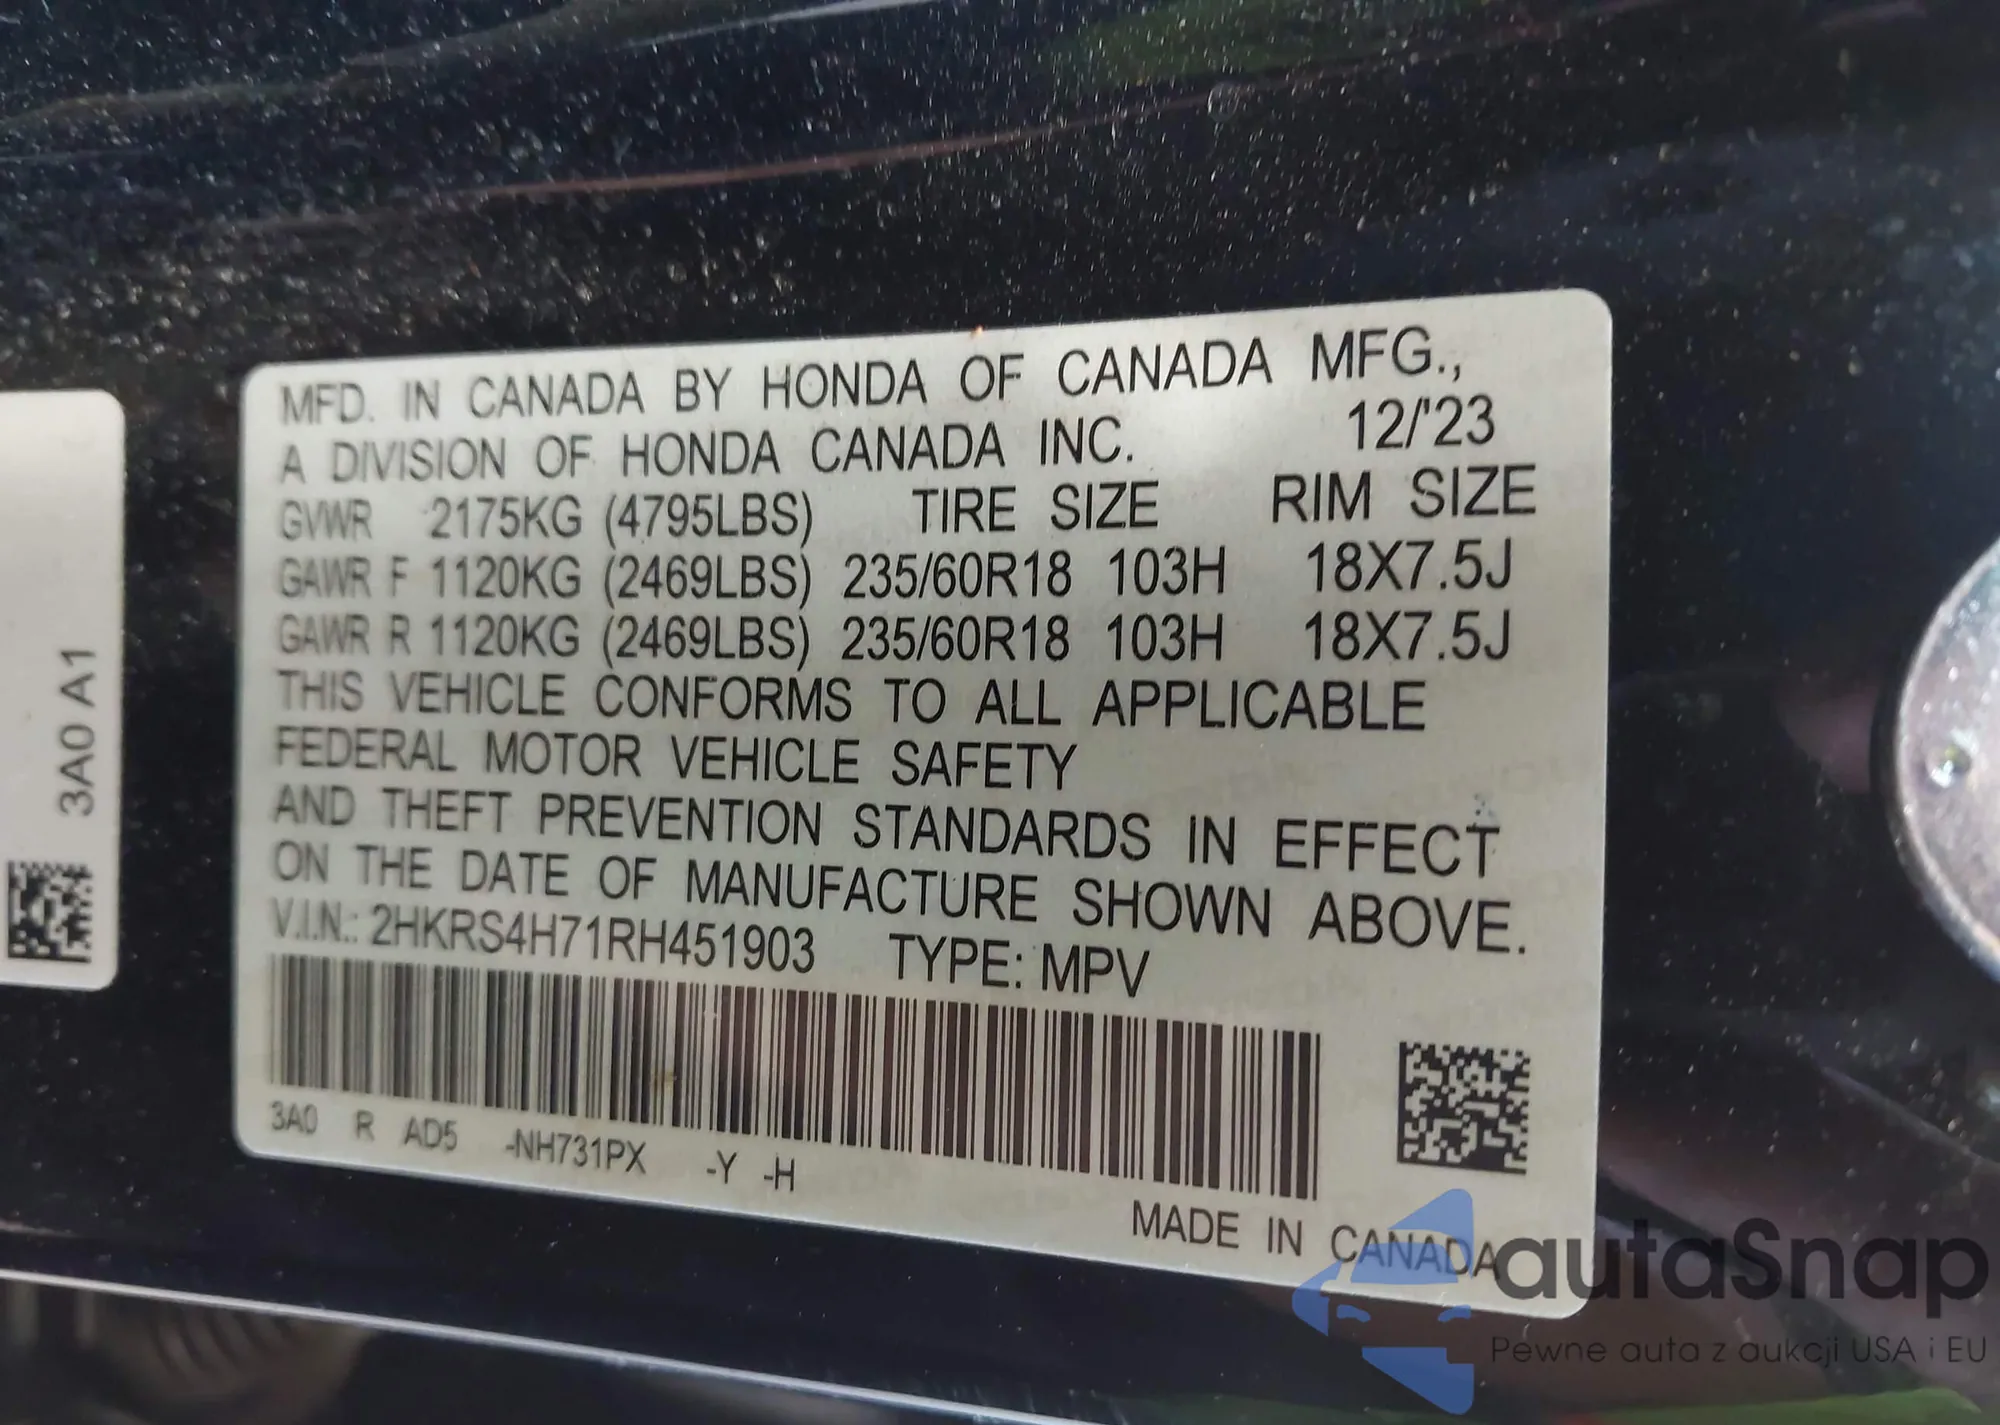 MFD. IN CANADA BY HONDA OF CANADA MFG.,
A DIVISION OF HONDA CANADA INC. 12/'23
GVWR 2175KG (4795LBS) TIRE SIZE RIM SIZE
GAWR F 1120KG (2469LBS) 235/60R18 103H 18X7.5J
GAWR R 1120KG (2469LBS) 235/60R18 103H 18X7.5J
THIS VEHICLE CONFORMS TO ALL APPLICABLE
FEDERAL MOTOR VEHICLE SAFETY
AND THEFT PREVENTION STANDARDS IN EFFECT
ON THE DATE OF MANUFACTURE SHOWN ABOVE.
V.I.N.: 2HKRS4H71RH451903 TYPE: MPV
3A0 R AD5 -NH731PX -Y -H
MADE IN CANADA
3A0 A1
autaSnap
Pewne auta z aukcji USA i EU